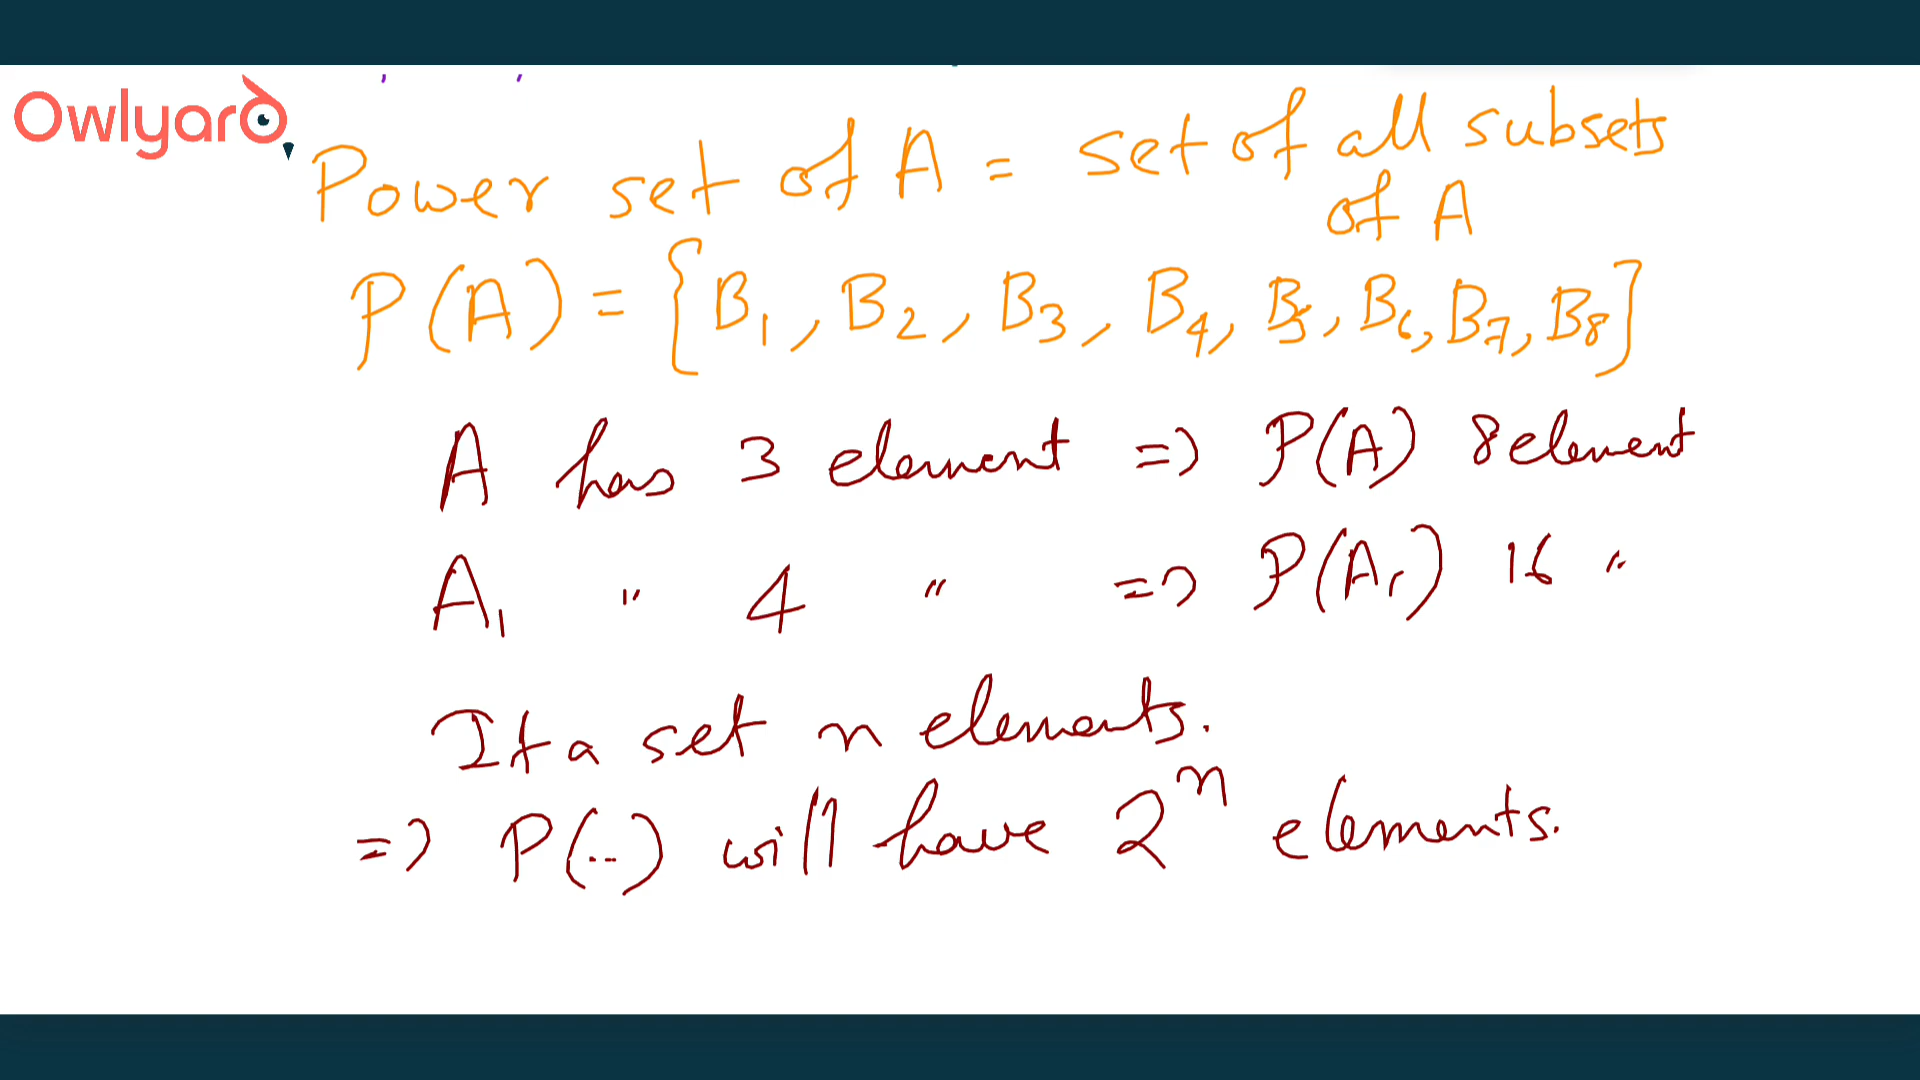 Owlyard
Power set of A = set of all subsets
of A
P(A) = {B₁, B₂, B₃, B₄, B₅, B₆, B₇, B₈}
A has 3 element => P(A) 8 element
A₁ " 4 " => P(A₁) 16 "
If a set n elements.
=> P(...) will have 2ⁿ elements.